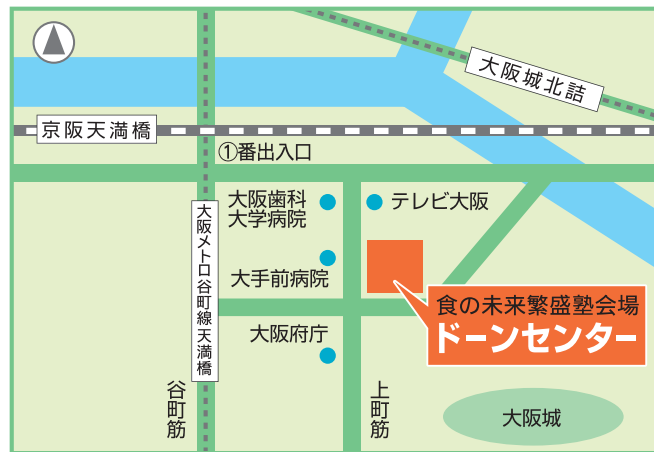 大阪城北詰
京阪天満橋
①番出入口
大阪歯科
大学病院
テレビ大阪
大阪メトロ谷町線天満橋
大手前病院
食の未来繁盛塾会場
ドーンセンター
大阪府庁
谷町筋
上町筋
大阪城